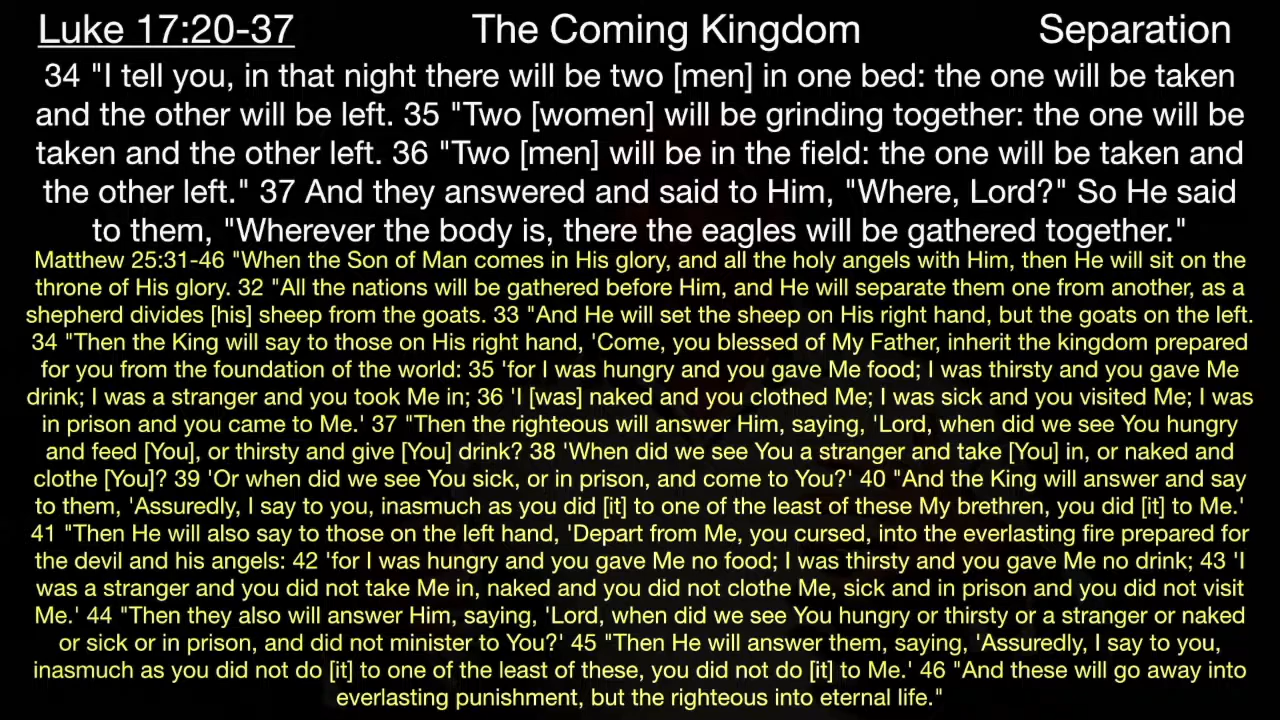 Luke 17:20-37 The Coming Kingdom Separation
34 "I tell you, in that night there will be two [men] in one bed: the one will be taken
and the other will be left. 35 "Two [women] will be grinding together: the one will be
taken and the other left. 36 "Two [men] will be in the field: the one will be taken and
the other left." 37 And they answered and said to Him, "Where, Lord?" So He said
to them, "Wherever the body is, there the eagles will be gathered together."
Matthew 25:31-46 "When the Son of Man comes in His glory, and all the holy angels with Him, then He will sit on the
throne of His glory. 32 "All the nations will be gathered before Him, and He will separate them one from another, as a
shepherd divides [his] sheep from the goats. 33 "And He will set the sheep on His right hand, but the goats on the left.
34 "Then the King will say to those on His right hand, 'Come, you blessed of My Father, inherit the kingdom prepared
for you from the foundation of the world: 35 'for I was hungry and you gave Me food; I was thirsty and you gave Me
drink; I was a stranger and you took Me in; 36 'I [was] naked and you clothed Me; I was sick and you visited Me; I was
in prison and you came to Me.' 37 "Then the righteous will answer Him, saying, 'Lord, when did we see You hungry
and feed [You], or thirsty and give [You] drink? 38 'When did we see You a stranger and take [You] in, or naked and
clothe [You]? 39 'Or when did we see You sick, or in prison, and come to You?' 40 "And the King will answer and say
to them, 'Assuredly, I say to you, inasmuch as you did [it] to one of the least of these My brethren, you did [it] to Me.'
41 "Then He will also say to those on the left hand, 'Depart from Me, you cursed, into the everlasting fire prepared for
the devil and his angels: 42 'for I was hungry and you gave Me no food; I was thirsty and you gave Me no drink; 43 'I
was a stranger and you did not take Me in, naked and you did not clothe Me, sick and in prison and you did not visit
Me.' 44 "Then they also will answer Him, saying, 'Lord, when did we see You hungry or thirsty or a stranger or naked
or sick or in prison, and did not minister to You?' 45 "Then He will answer them, saying, 'Assuredly, I say to you,
inasmuch as you did not do [it] to one of the least of these, you did not do [it] to Me.' 46 "And these will go away into
everlasting punishment, but the righteous into eternal life."